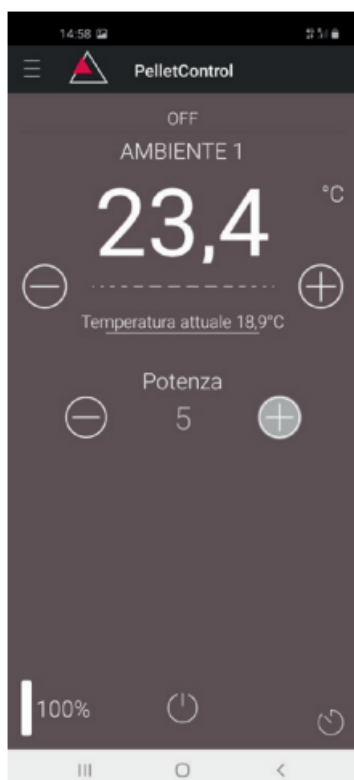 14:58
PelletControl
OFF
AMBIENTE 1
23,4 °C
Temperatura attuale 18,9°C
Potenza
5
100%